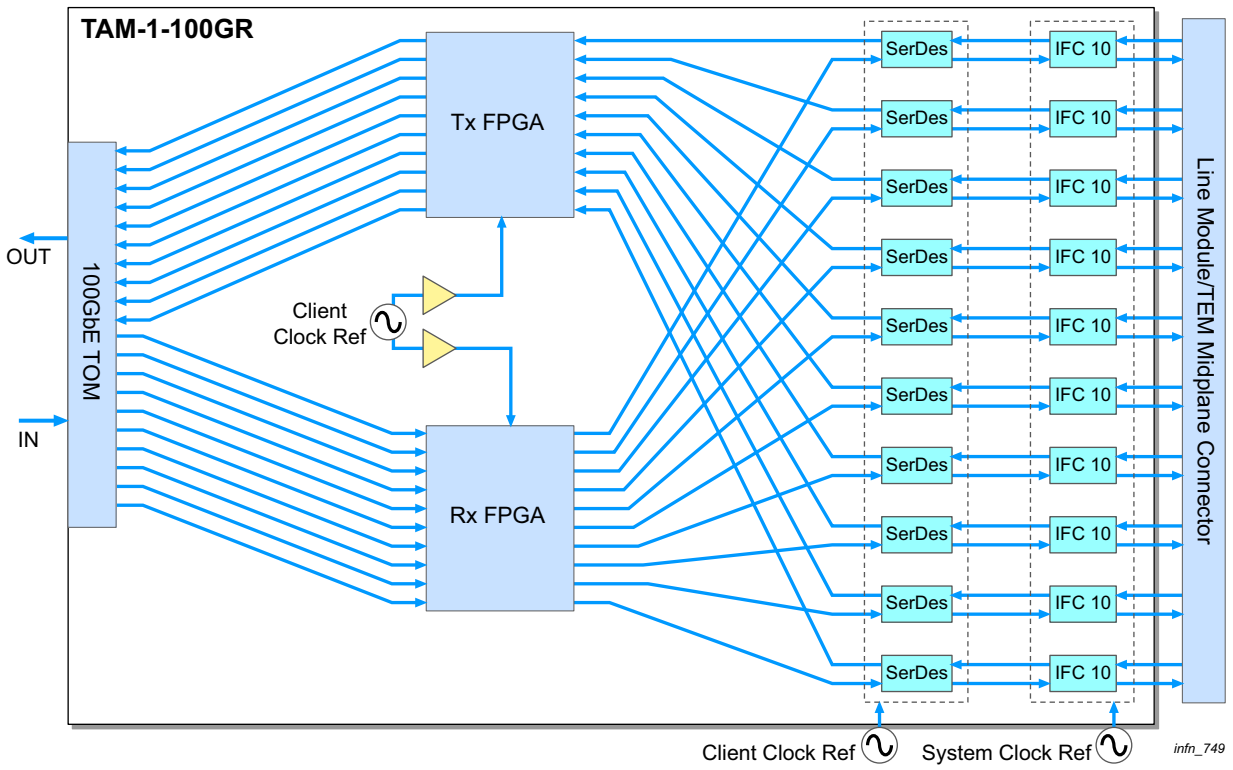 TAM-1-100GR
Tx FPGA
Rx FPGA
100GbE TOM
OUT
IN
Client
Clock Ref
SerDes
IFC 10
SerDes
IFC 10
SerDes
IFC 10
SerDes
IFC 10
SerDes
IFC 10
SerDes
IFC 10
SerDes
IFC 10
SerDes
IFC 10
SerDes
IFC 10
SerDes
IFC 10
Line Module/TEM Midplane Connector
Client Clock Ref
System Clock Ref
infn_749